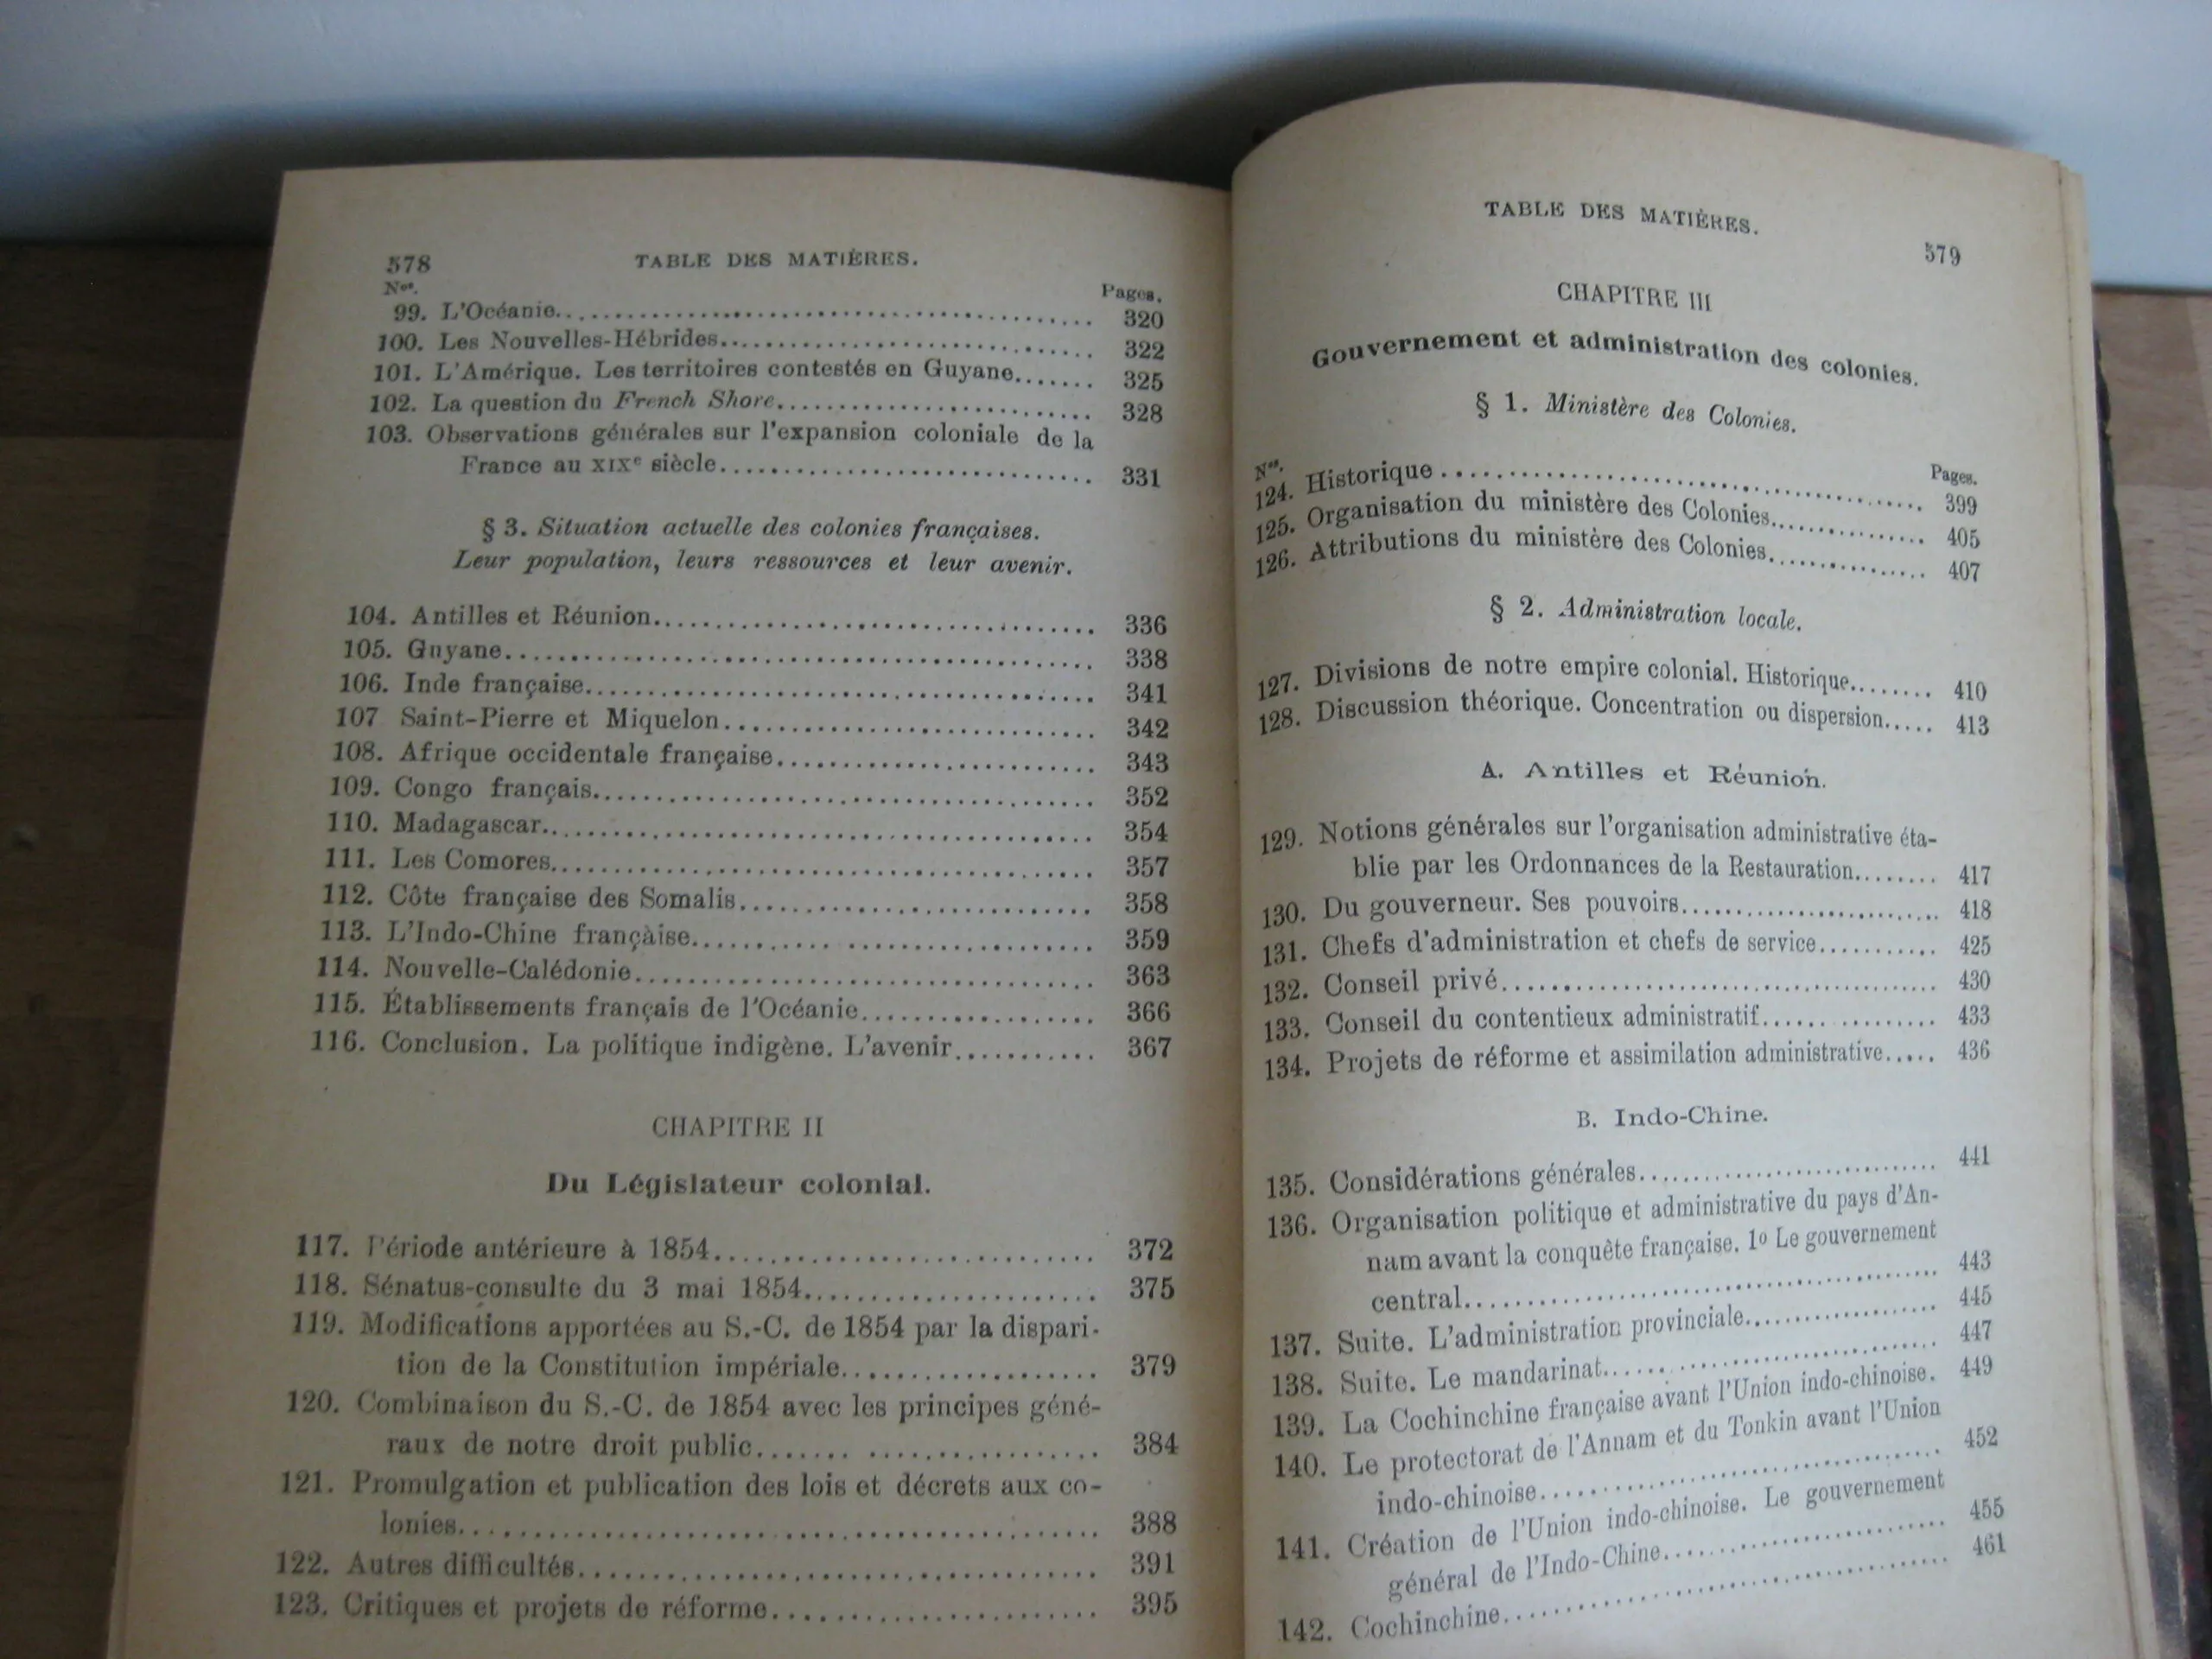 578 TABLE DES MATIÈRES.
Nos. Pages.
99. L'Océanie........ 320
100. Les Nouvelles-Hébrides........ 322
101. L'Amérique. Les territoires contestés en Guyane....... 325
102. La question du French Shore........ 328
103. Observations générales sur l'expansion coloniale de la
France au XIXe siècle........ 331
§ 3. Situation actuelle des colonies françaises.
Leur population, leurs ressources et leur avenir.
104. Antilles et Réunion........ 336
105. Guyane........ 338
106. Inde française........ 341
107 Saint-Pierre et Miquelon........ 342
108. Afrique occidentale française........ 343
109. Congo français........ 352
110. Madagascar........ 354
111. Les Comores........ 357
112. Côte française des Somalis........ 358
113. L'Indo-Chine françàise........ 359
114. Nouvelle-Calédonie........ 363
115. Établissements français de l'Océanie........ 366
116. Conclusion. La politique indigène. L'avenir........ 367
CHAPITRE II
Du Législateur colonial.
117. Période antérieure à 1854........ 372
118. Sénatus-consulte du 3 mai 1854........ 375
119. Modifications apportées au S.-C. de 1854 par la dispari-
tion de la Constitution impériale........ 379
120. Combinaison du S.-C. de 1854 avec les principes géné-
raux de notre droit public........ 384
121. Promulgation et publication des lois et décrets aux co-
lonies........ 388
122. Autres difficultés........ 391
123. Critiques et projets de réforme........ 395
TABLE DES MATIÈRES. 579
CHAPITRE III
Gouvernement et administration des colonies.
§ 1. Ministère des Colonies.
Nos. Pages.
124. Historique........ 399
125. Organisation du ministère des Colonies........ 405
126. Attributions du ministère des Colonies........ 407
§ 2. Administration locale.
127. Divisions de notre empire colonial. Historique........ 410
128. Discussion théorique. Concentration ou dispersion..... 413
A. Antilles et Réunion.
129. Notions générales sur l'organisation administrative éta-
blie par les Ordonnances de la Restauration........ 417
130. Du gouverneur. Ses pouvoirs........ 418
131. Chefs d'administration et chefs de service........ 425
132. Conseil privé........ 430
133. Conseil du contentieux administratif........ 433
134. Projets de réforme et assimilation administrative..... 436
B. Indo-Chine.
135. Considérations générales........ 441
136. Organisation politique et administrative du pays d'An-
nam avant la conquête française. 1o Le gouvernement
central........ 443
137. Suite. L'administration provinciale........ 445
138. Suite. Le mandarinat........ 447
139. La Cochinchine française avant l'Union indo-chinoise. 449
140. Le protectorat de l'Annam et du Tonkin avant l'Union
indo-chinoise........ 452
141. Création de l'Union indo-chinoise. Le gouvernement
général de l'Indo-Chine........ 455
142. Cochinchine........ 461